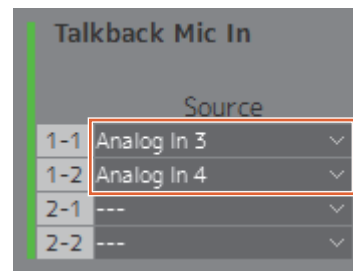 Talkback Mic In
Source
1-1 Analog In 3
1-2 Analog In 4
2-1 ---
2-2 ---